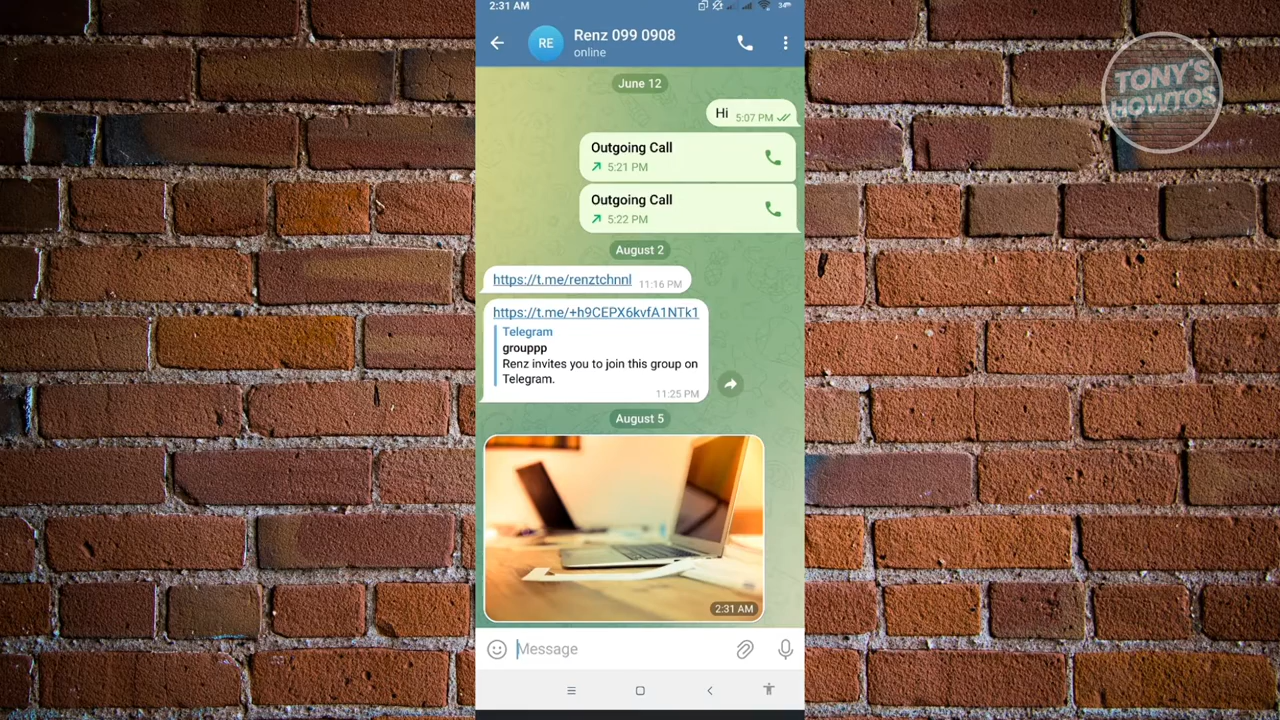 2:31 AM
34%
RE
Renz 099 0908
online
June 12
Hi 5:07 PM
Outgoing Call
5:21 PM
Outgoing Call
5:22 PM
August 2
https://t.me/renztchnnl 11:16 PM
https://t.me/+h9CEPX6kvfA1NTk1
Telegram
grouppp
Renz invites you to join this group on
Telegram.
11:25 PM
August 5
2:31 AM
Message
TONY'S
HOWTOS